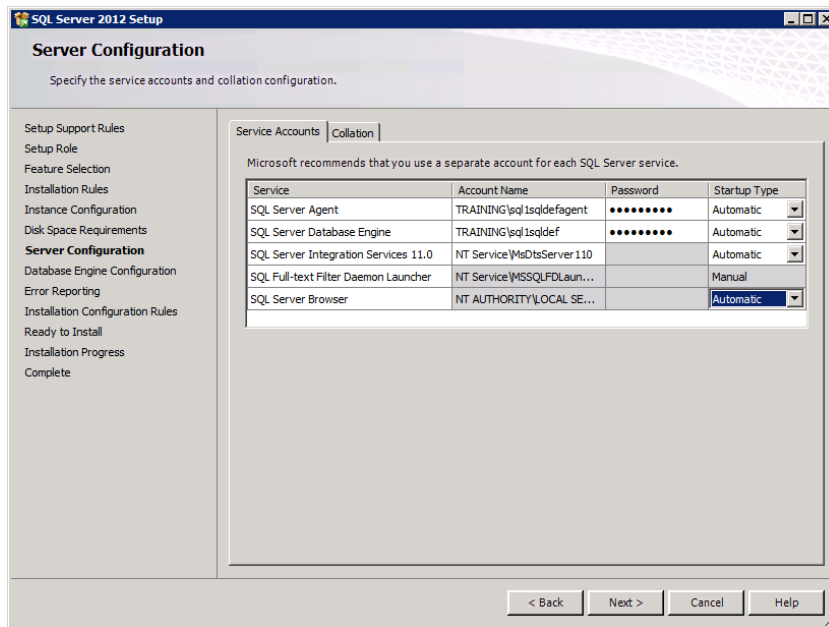 SQL Server 2012 Setup
Server Configuration
Specify the service accounts and collation configuration.
Setup Support Rules
Setup Role
Feature Selection
Installation Rules
Instance Configuration
Disk Space Requirements
Server Configuration
Database Engine Configuration
Error Reporting
Installation Configuration Rules
Ready to Install
Installation Progress
Complete
Service Accounts Collation
Microsoft recommends that you use a separate account for each SQL Server service.
Service Account Name Password Startup Type
SQL Server Agent TRAINING\sql1sqldefagent ●●●●●●●●● Automatic
SQL Server Database Engine TRAINING\sql1sqldef ●●●●●●●●● Automatic
SQL Server Integration Services 11.0 NT Service\MsDtsServer110 Automatic
SQL Full-text Filter Daemon Launcher NT Service\MSSQLFDLaun... Manual
SQL Server Browser NT AUTHORITY\LOCAL SE... Automatic
< Back Next > Cancel Help